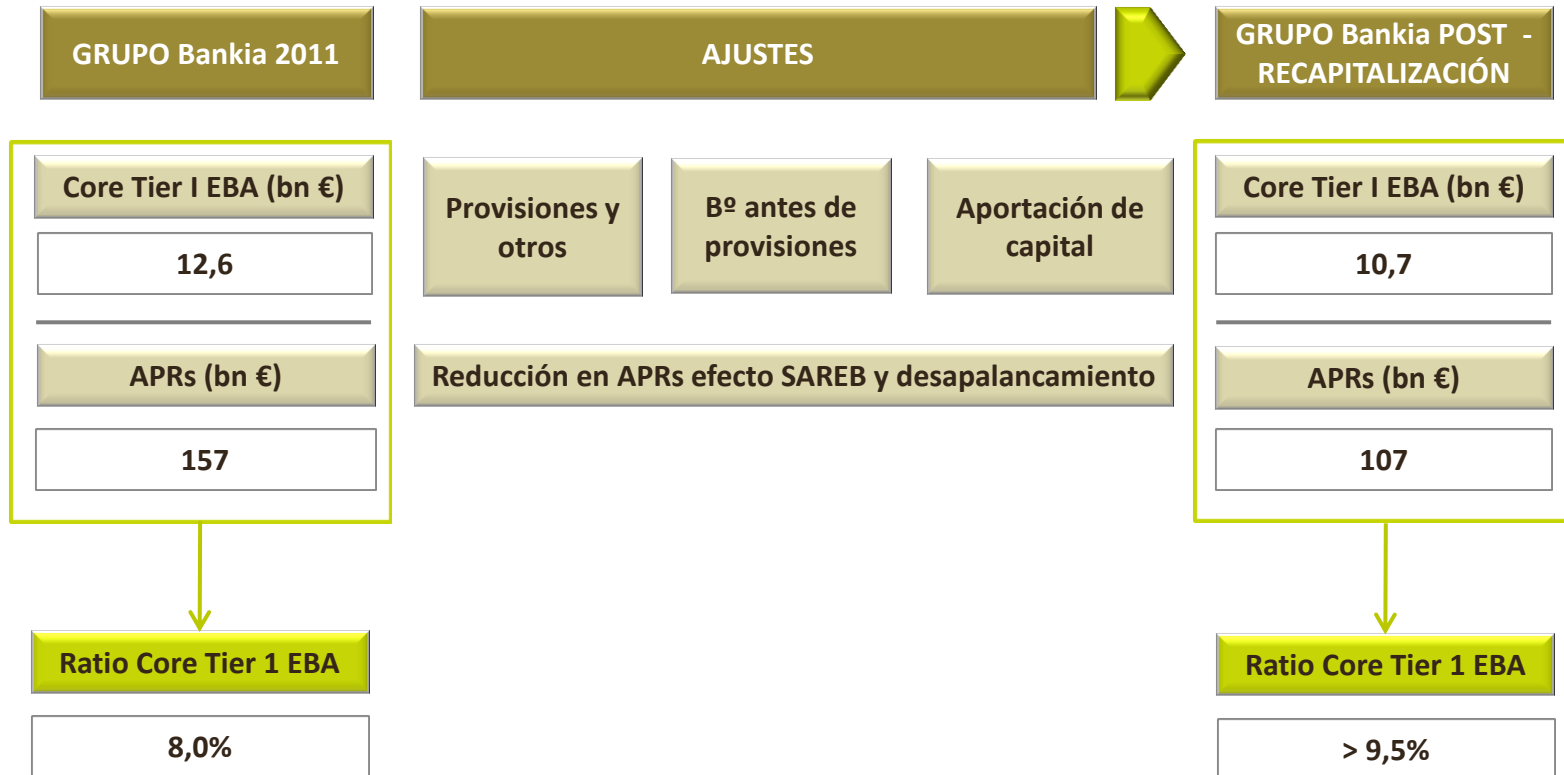 GRUPO Bankia 2011
AJUSTES
GRUPO Bankia POST -
RECAPITALIZACIÓN
Core Tier I EBA (bn €)
12,6
APRs (bn €)
157
Provisiones y
otros
Bº antes de
provisiones
Aportación de
capital
Reducción en APRs efecto SAREB y desapalancamiento
Core Tier I EBA (bn €)
10,7
APRs (bn €)
107
Ratio Core Tier 1 EBA
8,0%
Ratio Core Tier 1 EBA
> 9,5%